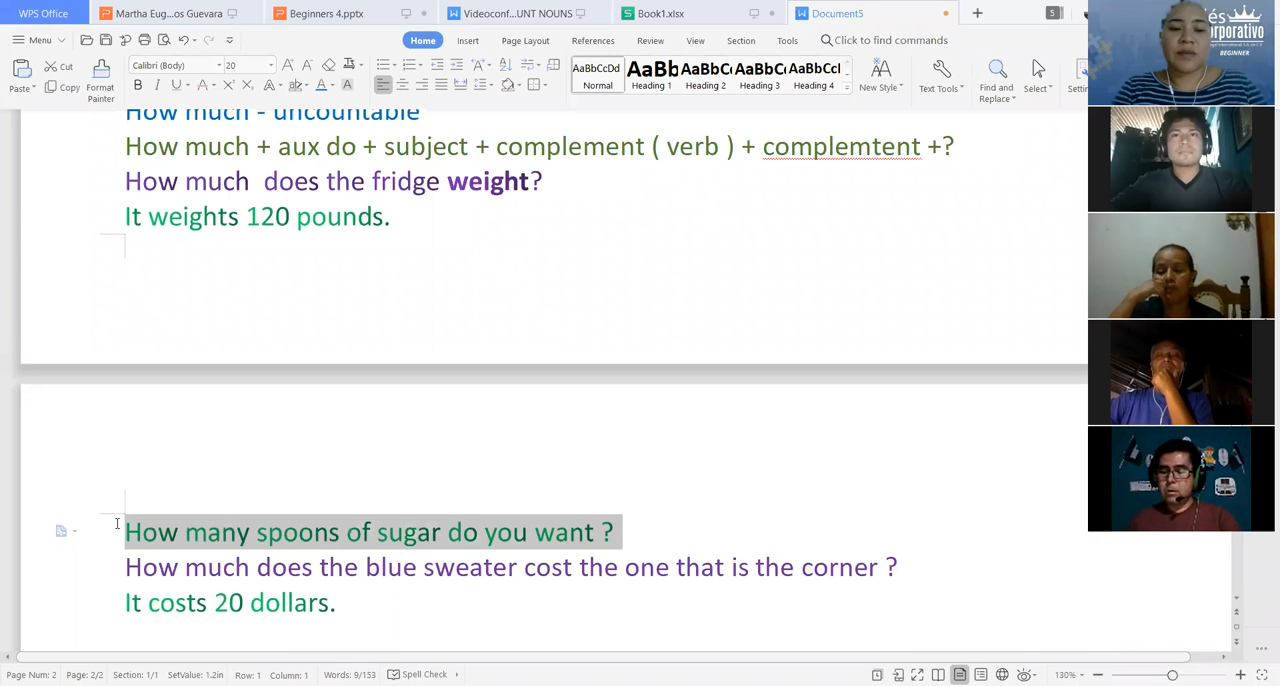 WPS Office
Martha Eug...os Guevara
Beginners 4.pptx
Videoconf...UNT NOUNS
Book1.xlsx
Document5
5
Menu
Home
Insert
Page Layout
References
Review
View
Section
Tools
Click to find commands
Paste
Cut
Copy
Format Painter
Calibri (Body)
20
AaBbCcDd
Normal
AaBb
Heading 1
AaBbC
Heading 2
AaBbC
Heading 3
AaBbCcI
Heading 4
New Style
Text Tools
Find and Replace
Select
és
rporativo
BEGINNER
How much - uncountable
How much + aux do + subject + complement ( verb ) + complemtent +?
How much does the fridge weight?
It weights 120 pounds.
How many spoons of sugar do you want ?
How much does the blue sweater cost the one that is the corner ?
It costs 20 dollars.
Page Num: 2
Page: 2/2
Section: 1/1
SetValue: 1.2in
Row: 1
Column: 1
Words: 9/153
Spell Check
130%